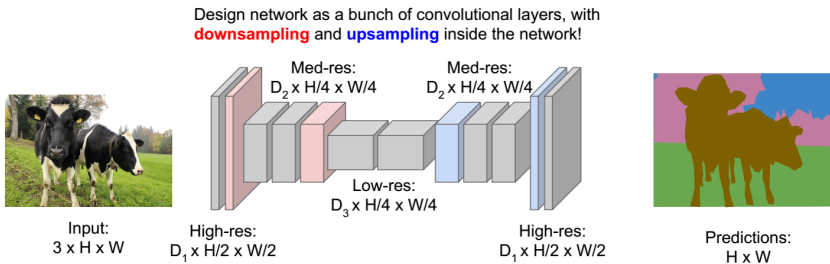 Design network as a bunch of convolutional layers, with
downsampling and upsampling inside the network!
Med-res:
D₂ x H/4 x W/4
Med-res:
D₂ x H/4 x W/4
Low-res:
D₃ x H/4 x W/4
Input:
3 x H x W
High-res:
D₁ x H/2 x W/2
High-res:
D₁ x H/2 x W/2
Predictions:
H x W